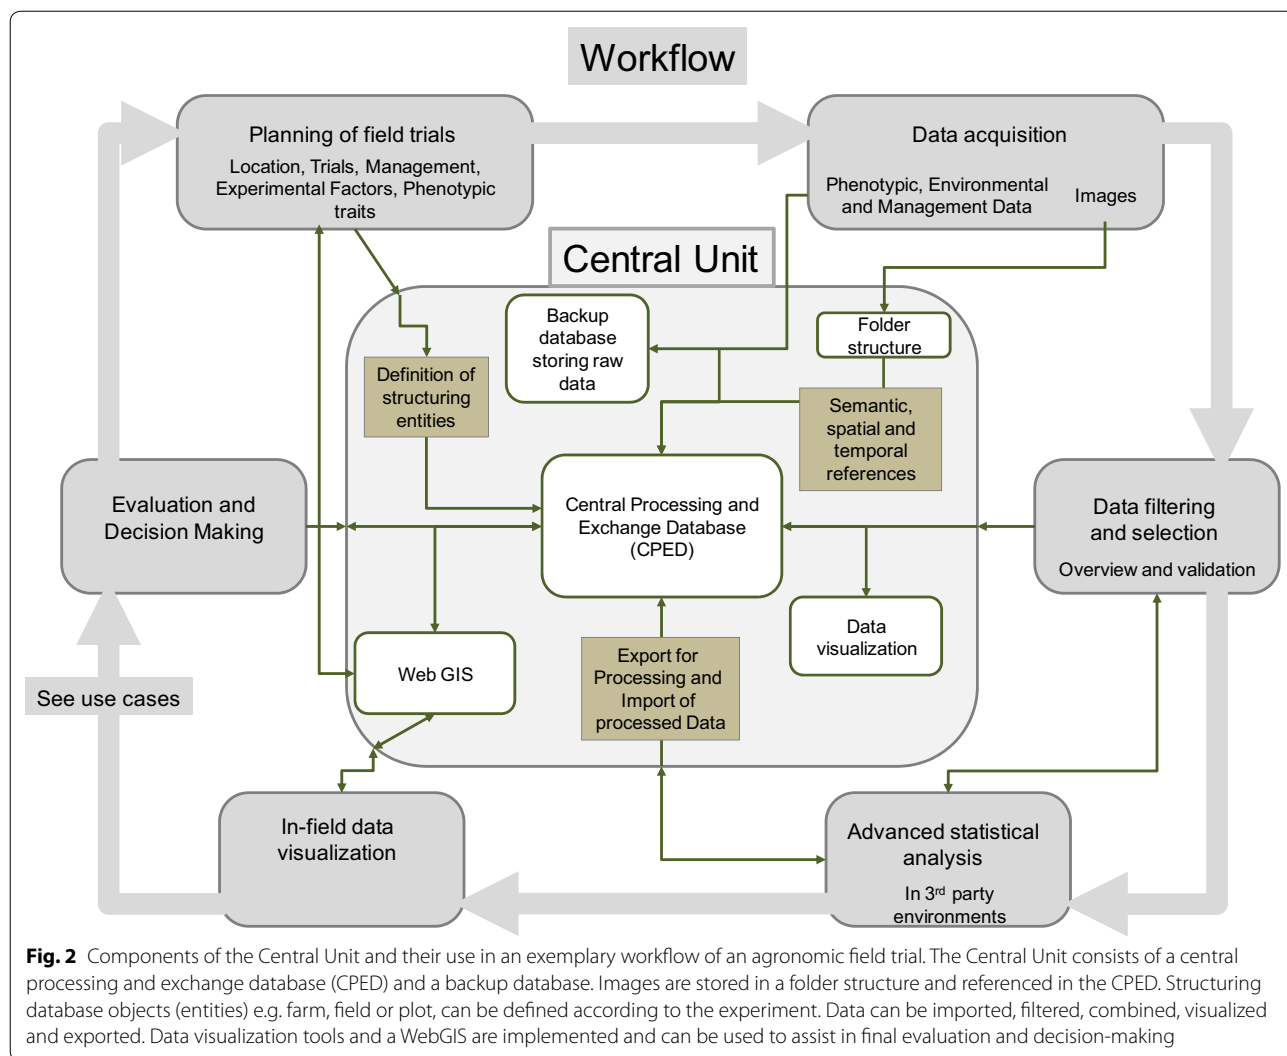 Workflow
Planning of field trials
Location, Trials, Management,
Experimental Factors, Phenotypic
traits
Data acquisition
Phenotypic, Environmental
and Management Data
Images
Central Unit
Backup
database
storing raw
data
Folder
structure
Definition of
structuring
entities
Semantic,
spatial and
temporal
references
Evaluation and
Decision Making
Central Processing and
Exchange Database
(CPED)
Data filtering
and selection
Overview and validation
Web GIS
Export for
Processing and
Import of
processed Data
Data
visualization
See use cases
In-field data
visualization
Advanced statistical
analysis
In 3rd party
environments
Fig. 2 Components of the Central Unit and their use in an exemplary workflow of an agronomic field trial. The Central Unit consists of a central
processing and exchange database (CPED) and a backup database. Images are stored in a folder structure and referenced in the CPED. Structuring
database objects (entities) e.g. farm, field or plot, can be defined according to the experiment. Data can be imported, filtered, combined, visualized
and exported. Data visualization tools and a WebGIS are implemented and can be used to assist in final evaluation and decision-making